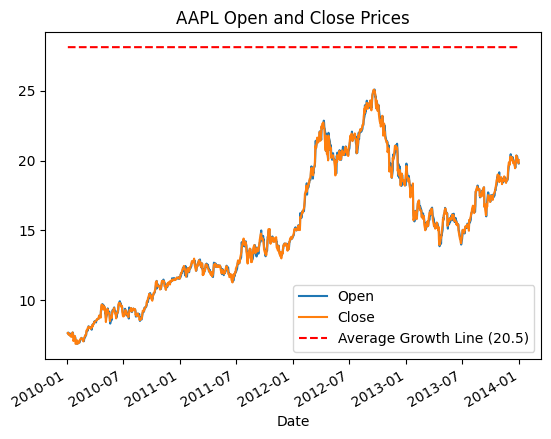 AAPL Open and Close Prices
25
20
15
10
Open
Close
Average Growth Line (20.5)
2010-01
2010-07
2011-01
2011-07
2012-01
2012-07
2013-01
2013-07
2014-01
Date